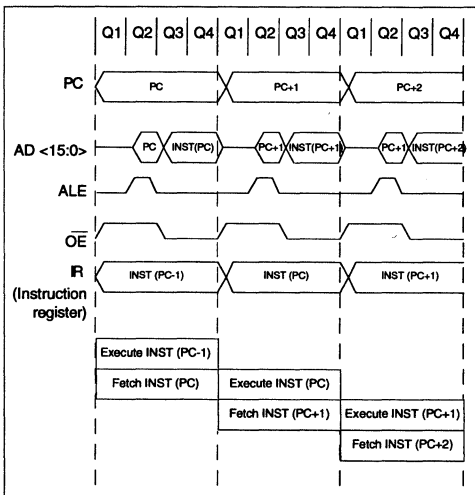 Q1 Q2 Q3 Q4 Q1 Q2 Q3 Q4 Q1 Q2 Q3 Q4
PC PC PC+1 PC+2
AD <15:0> PC INST(PC) PC+1 INST(PC+1) PC+1 INST(PC+2)
ALE
OE
IR INST (PC-1) INST (PC) INST (PC+1)
(Instruction
register)
Execute INST (PC-1)
Fetch INST (PC) Execute INST (PC)
Fetch INST (PC+1) Execute INST (PC+1)
Fetch INST (PC+2)